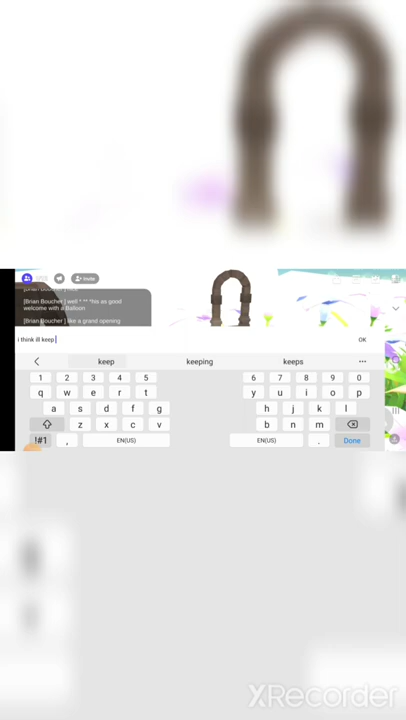 Invite
[Brian Boucher ] well * ** *his as good
welcome with a Balloon
[Brian Boucher ] like a grand opening
i think ill keep
OK
keep keeping keeps
1 2 3 4 5 6 7 8 9 0
q w e r t y u i o p
a s d f g h j k l
z x c v b n m
!#1 , EN(US) EN(US) . Done
XRecorder